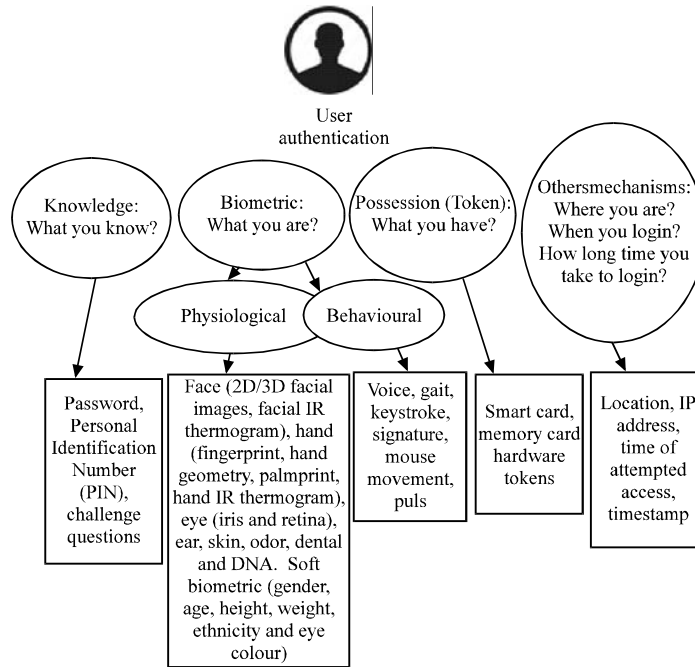 User
authentication
Knowledge:
What you know?
Biometric:
What you are?
Possession (Token):
What you have?
Othersmechanisms:
Where you are?
When you login?
How long time you
take to login?
Physiological
Behavioural
Password,
Personal
Identification
Number
(PIN),
challenge
questions
Face (2D/3D facial
images, facial IR
thermogram), hand
(fingerprint, hand
geometry, palmprint,
hand IR thermogram),
eye (iris and retina),
ear, skin, odor, dental
and DNA. Soft
biometric (gender,
age, height, weight,
ethnicity and eye
colour)
Voice, gait,
keystroke,
signature,
mouse
movement,
puls
Smart card,
memory card
hardware
tokens
Location, IP
address,
time of
attempted
access,
timestamp